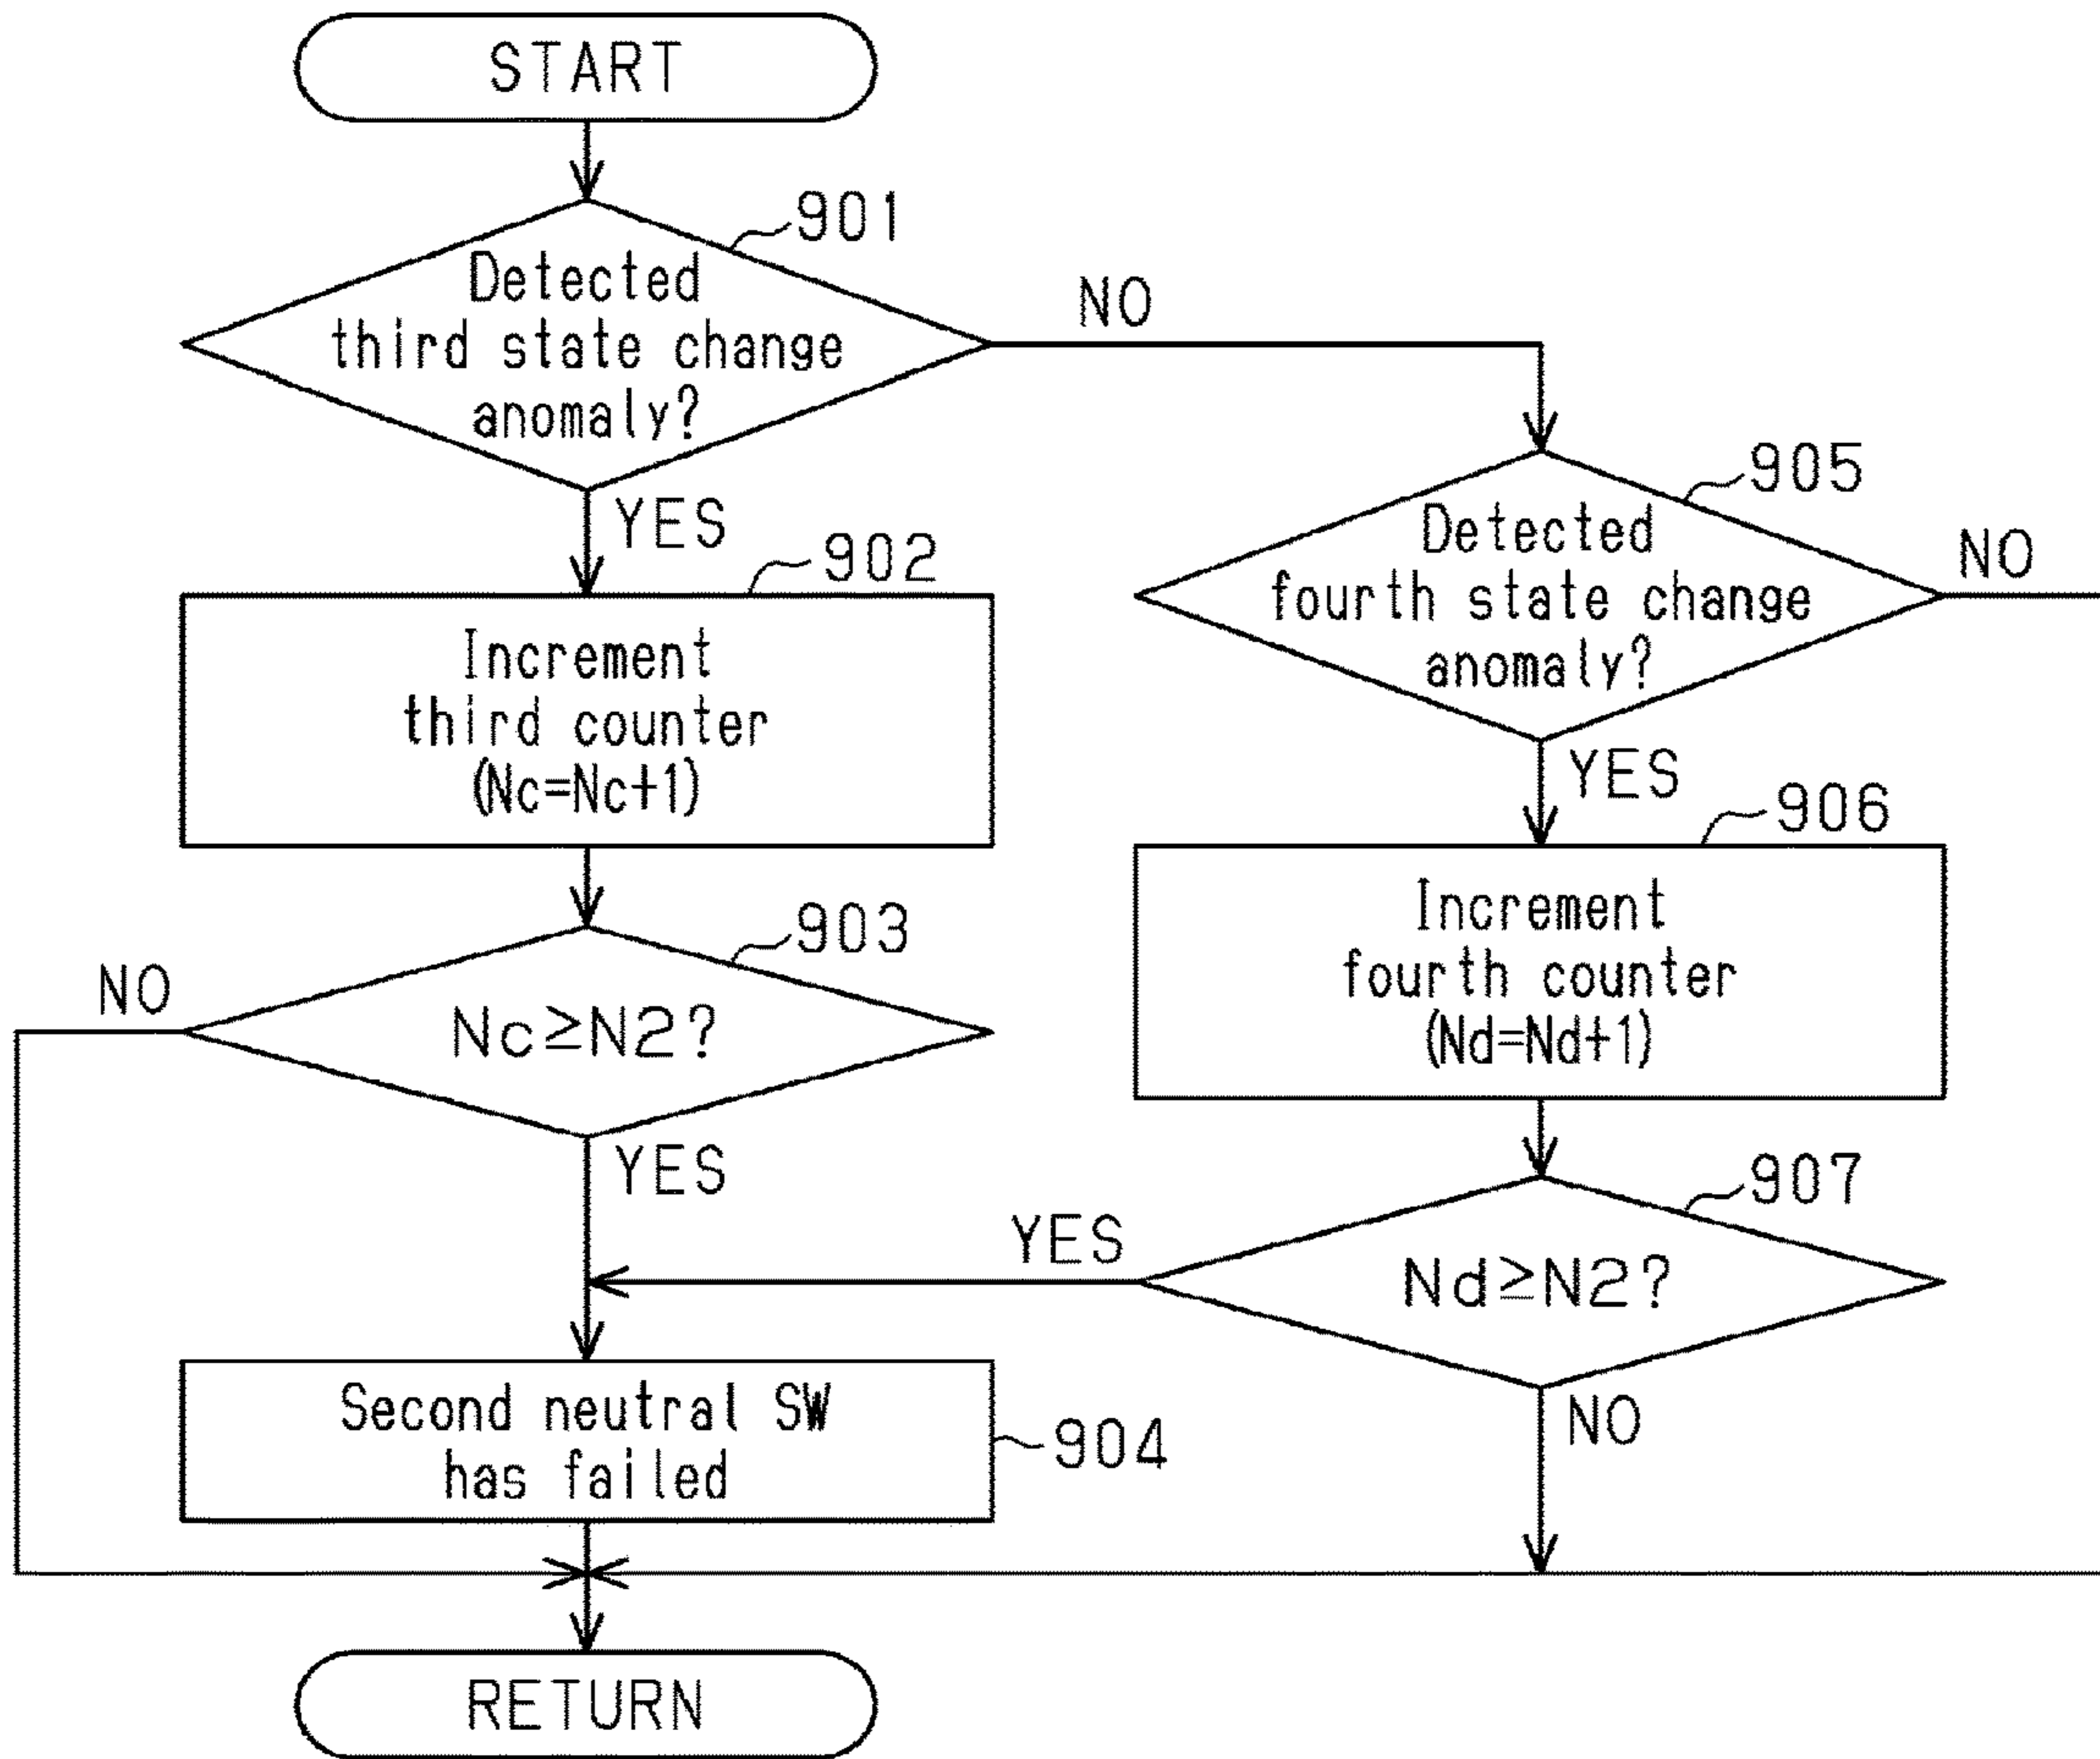 START
901
Detected
third state change
anomaly?
NO
YES
902
Increment
third counter
(Nc=Nc+1)
903
NO
Nc≧N2?
YES
Second neutral SW
has failed
904
905
Detected
fourth state change
anomaly?
NO
YES
906
Increment
fourth counter
(Nd=Nd+1)
907
YES
Nd≧N2?
NO
RETURN